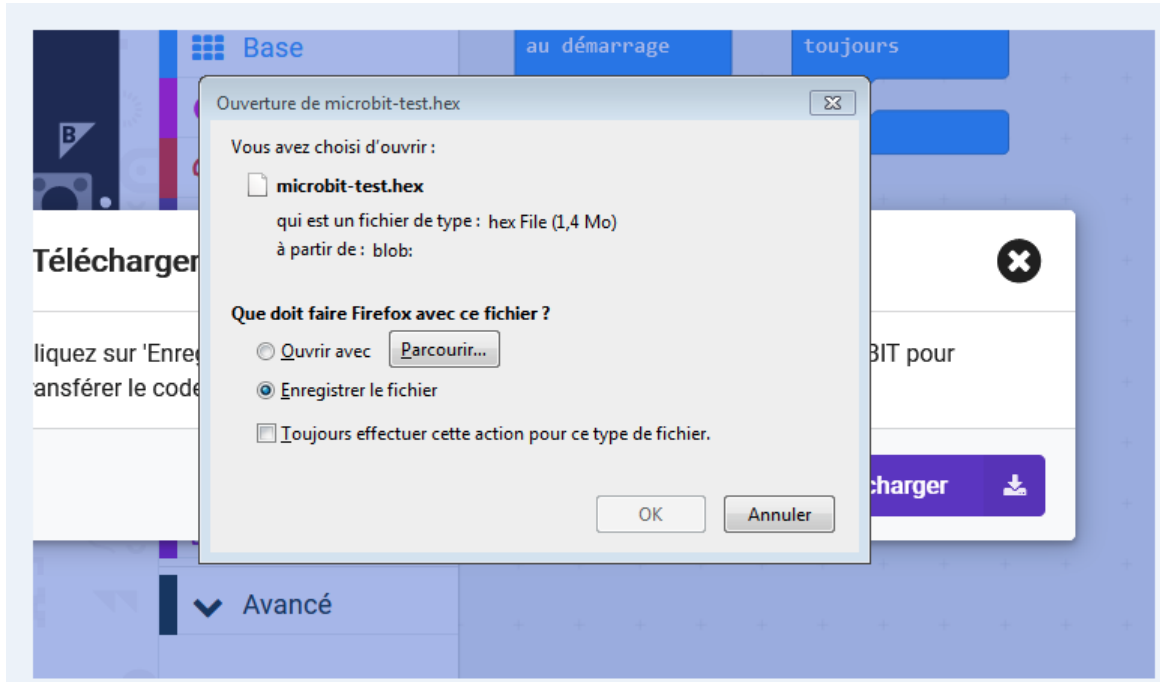 Base
au démarrage
toujours
Ouverture de microbit-test.hex
B
Vous avez choisi d'ouvrir :
microbit-test.hex
qui est un fichier de type : hex File (1,4 Mo)
à partir de : blob:
Télécharger
Que doit faire Firefox avec ce fichier ?
Ouvrir avec
Parcourir...
liquez sur 'Enre
BIT pour
ansférer le code
Enregistrer le fichier
Toujours effectuer cette action pour ce type de fichier.
charger
OK
Annuler
Avancé